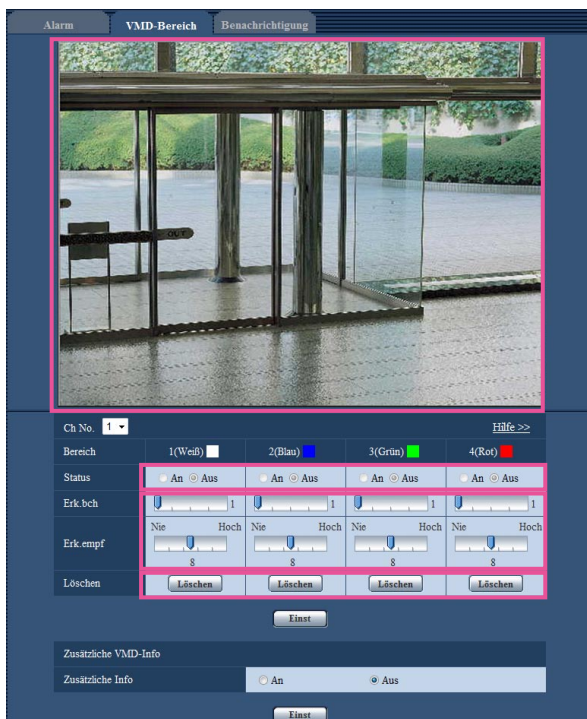 Alarm VMD-Bereich Benachrichtigung
OUT
Ch No. 1 Hilfe >>
Bereich 1(Weiß) 2(Blau) 3(Grün) 4(Rot)
Status An Aus An Aus An Aus An Aus
Erk.bch 1 1 1 1
Nie Hoch Nie Hoch Nie Hoch Nie Hoch
Erk.empf
8 8 8 8
Löschen Löschen Löschen Löschen Löschen
Einst
Zusätzliche VMD-Info
Zusätzliche Info An Aus
Einst